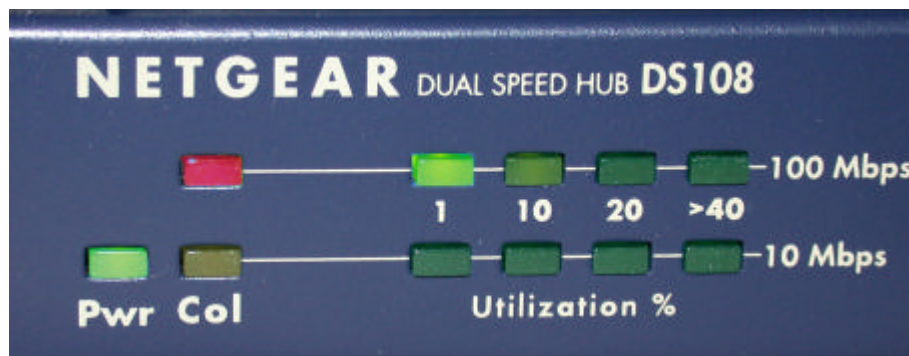 NETGEAR DUAL SPEED HUB DS108
100 Mbps
1 10 20 >40
10 Mbps
Pwr Col Utilization %